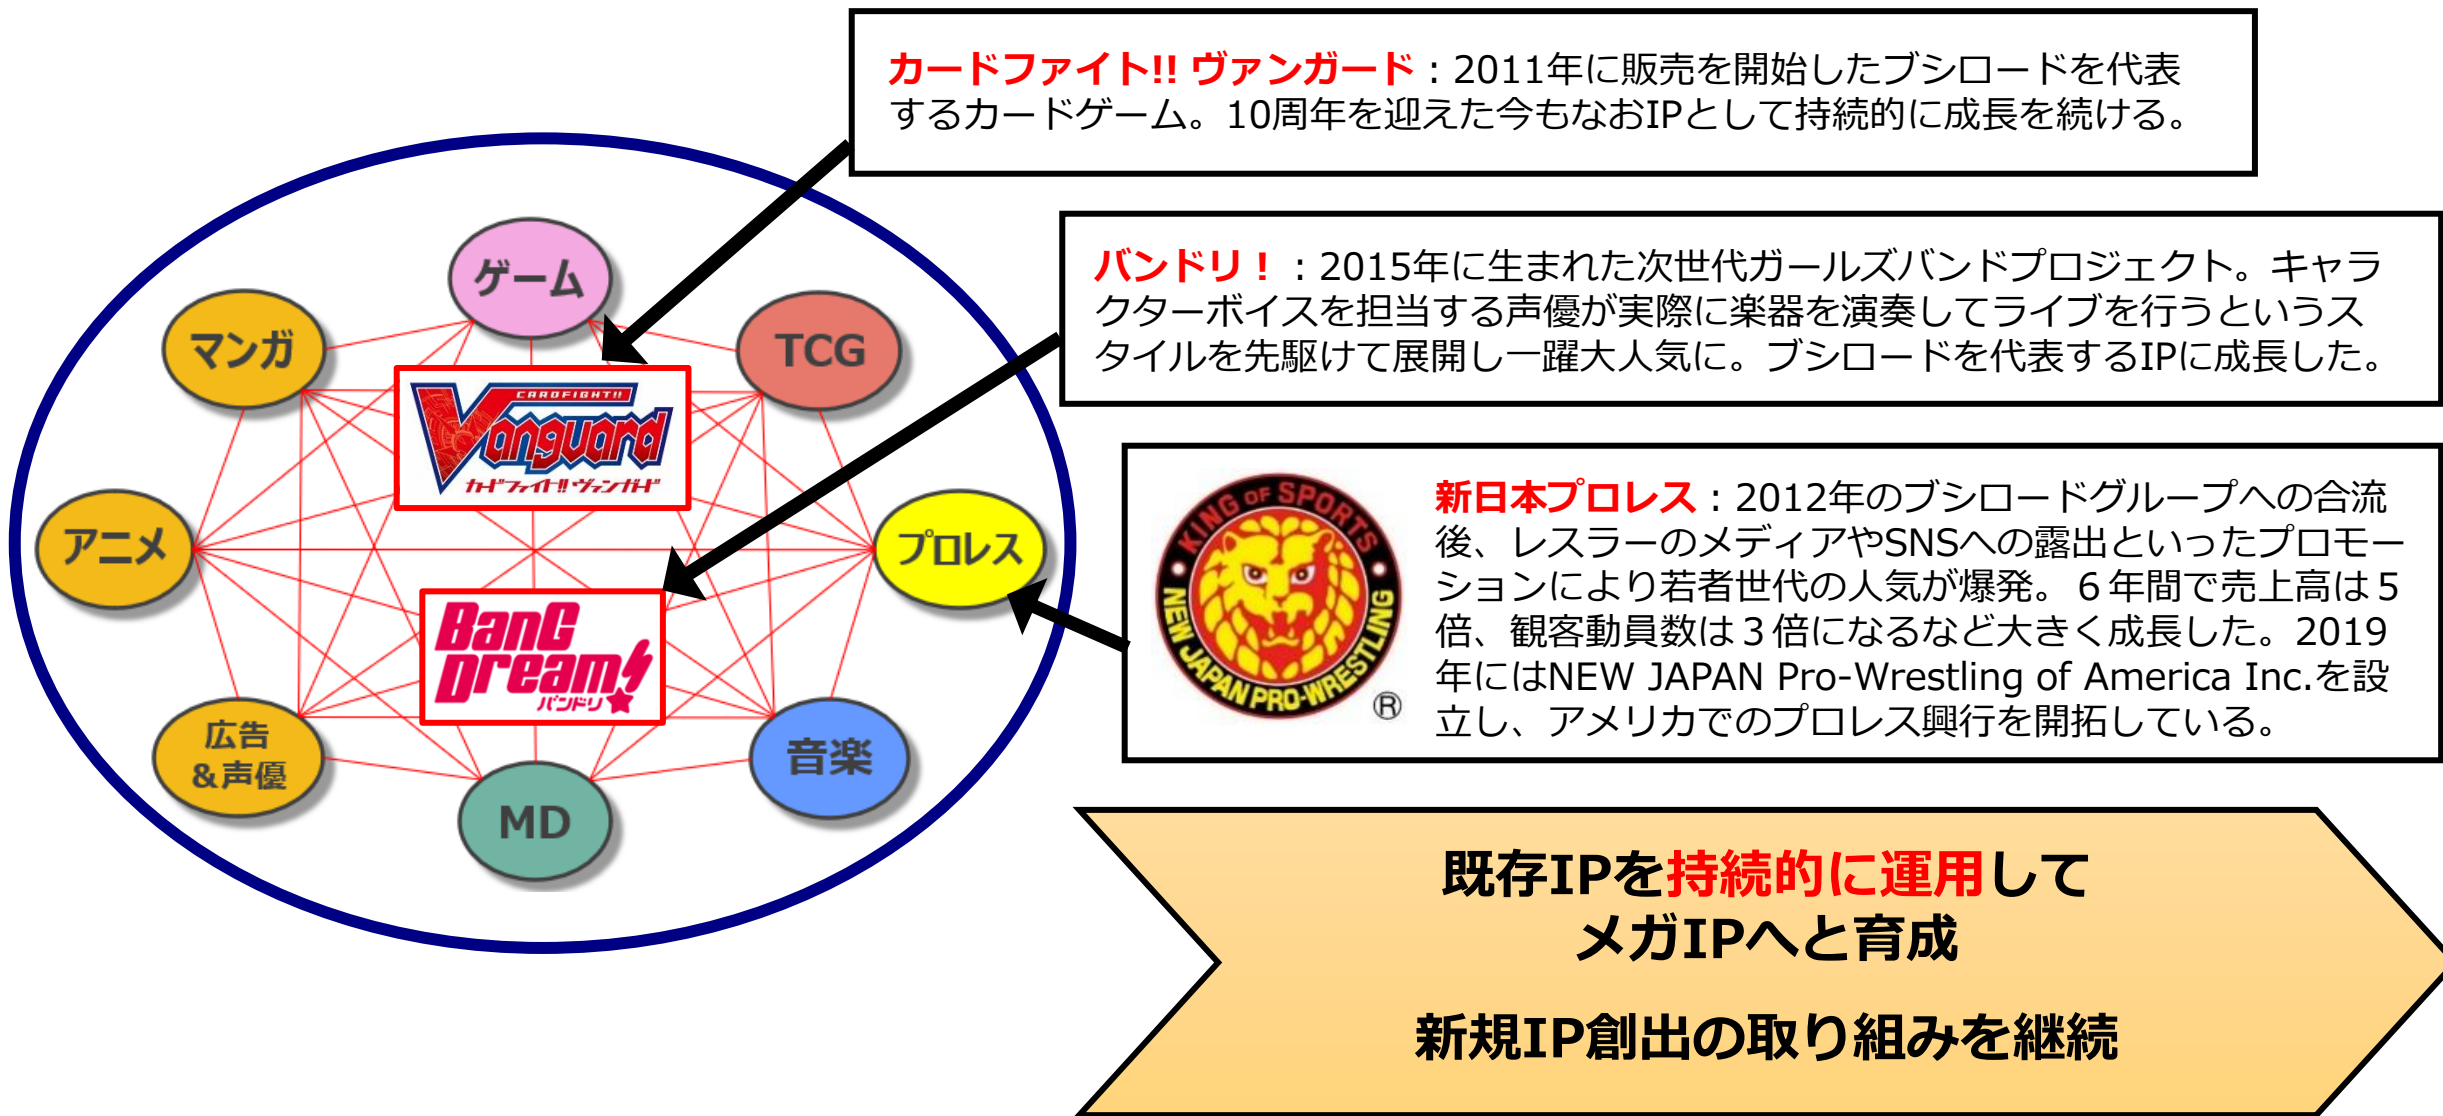 カードファイト!! ヴァンガード：2011年に販売を開始したブシロードを代表
するカードゲーム。10周年を迎えた今もなおIPとして持続的に成長を続ける。
バンドリ！：2015年に生まれた次世代ガールズバンドプロジェクト。キャラ
クターボイスを担当する声優が実際に楽器を演奏してライブを行うというス
タイルを先駆けて展開し一躍大人気に。ブシロードを代表するIPに成長した。
KING OF SPORTS
NEW JAPAN PRO-WRESTLING
®
新日本プロレス：2012年のブシロードグループへの合流
後、レスラーのメディアやSNSへの露出といったプロモー
ションにより若者世代の人気が爆発。６年間で売上高は５
倍、観客動員数は３倍になるなど大きく成長した。2019
年にはNEW JAPAN Pro-Wrestling of America Inc.を設
立し、アメリカでのプロレス興行を開拓している。
ゲーム
マンガ
TCG
CARDFIGHT!!
Vanguard
カードファイト!! ヴァンガード
アニメ
プロレス
BanG
Dream!
バンドリ
広告
&声優
音楽
MD
既存IPを持続的に運用して
メガIPへと育成
新規IP創出の取り組みを継続